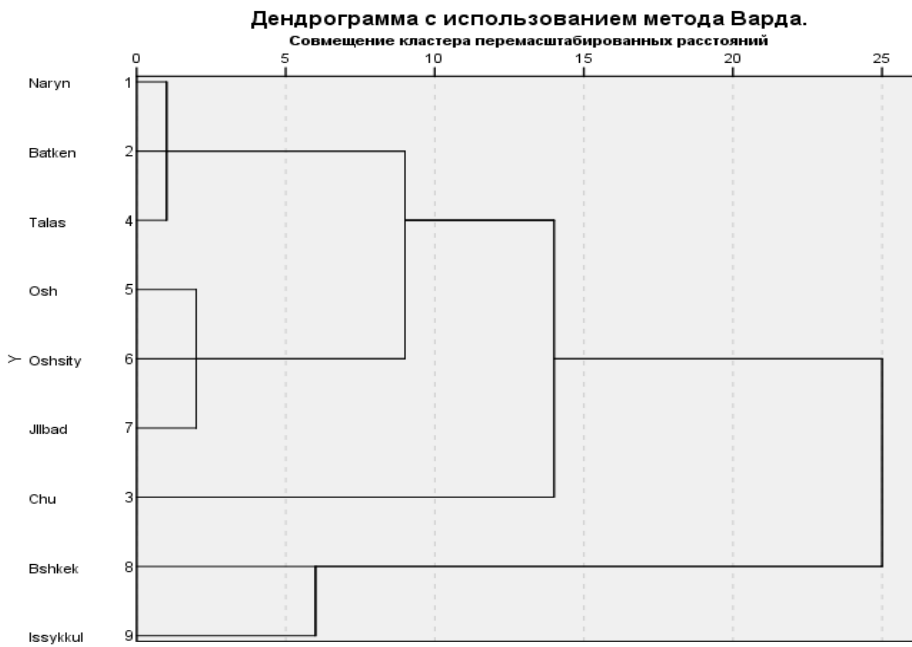 Дендрограмма с использованием метода Варда.
Совмещение кластера перемасштабированных расстояний
0 5 10 15 20 25
Naryn 1
Batken 2
Talas 4
Osh 5
Y Oshsity 6
Jllbad 7
Chu 3
Bshkek 8
Issykkul 9